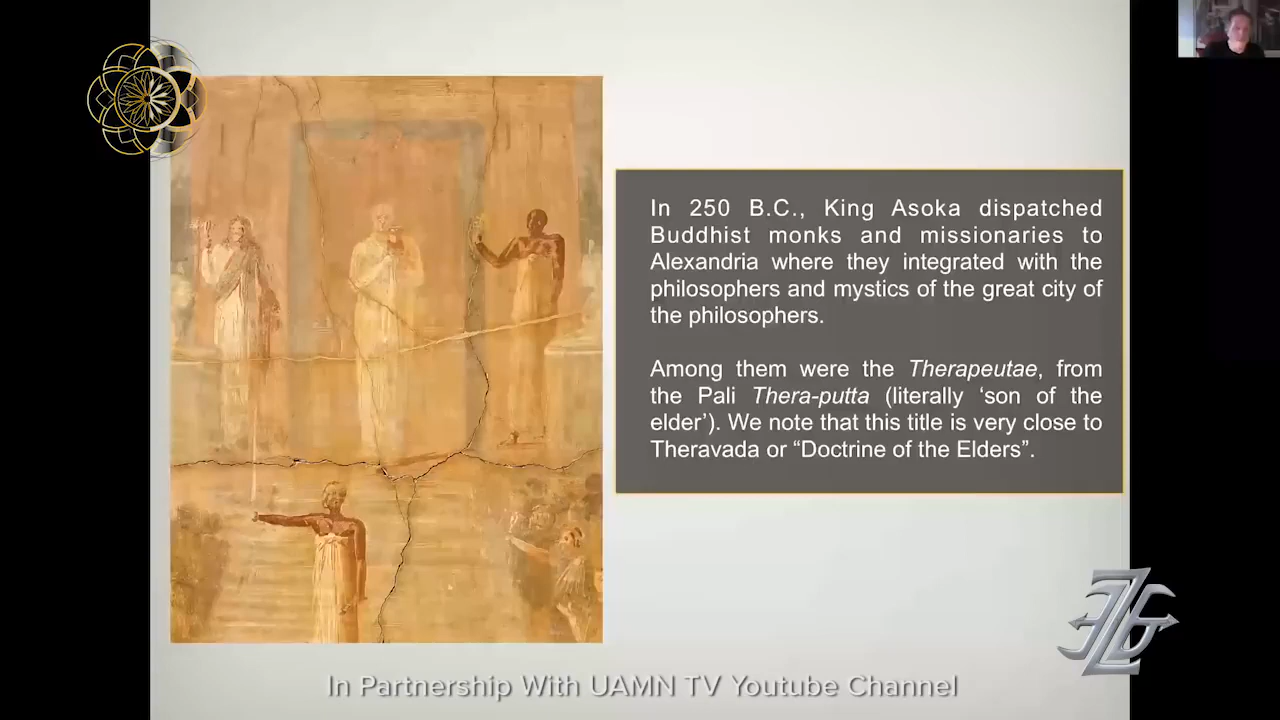 In 250 B.C., King Asoka dispatched
Buddhist monks and missionaries to
Alexandria where they integrated with the
philosophers and mystics of the great city of
the philosophers.
Among them were the Therapeutae, from
the Pali Thera-putta (literally ‘son of the
elder’). We note that this title is very close to
Theravada or “Doctrine of the Elders”.
In Partnership With UAMN TV Youtube Channel